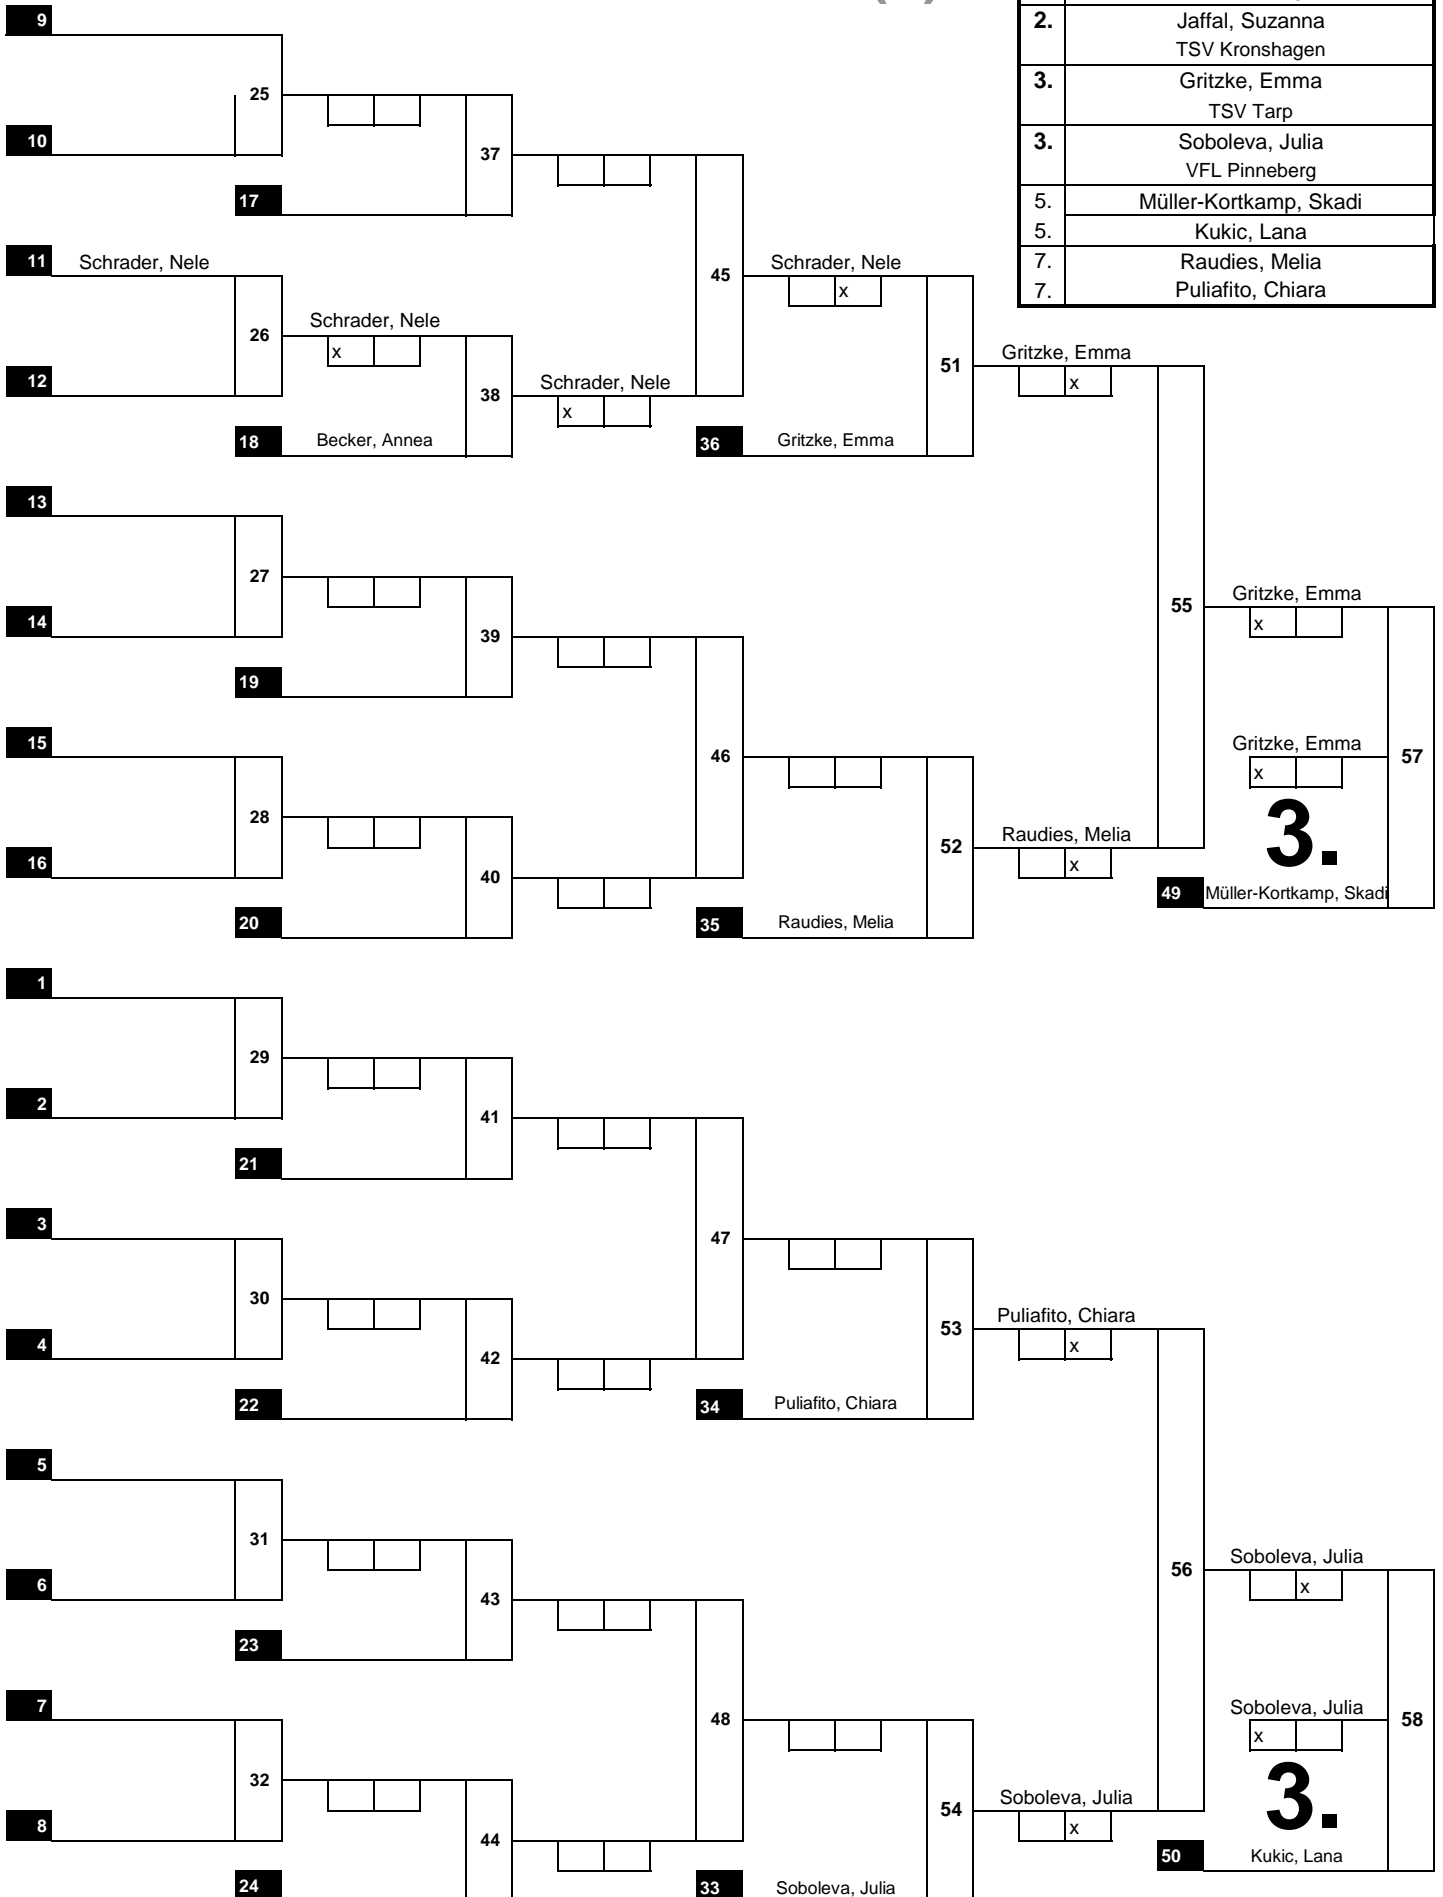 2. Jaffal, Suzanna
TSV Kronshagen
3. Gritzke, Emma
TSV Tarp
3. Soboleva, Julia
VFL Pinneberg
5. Müller-Kortkamp, Skadi
5. Kukic, Lana
7. Raudies, Melia
7. Puliafito, Chiara
9
25
10
37
17
11 Schrader, Nele
45
Schrader, Nele
x
26
Schrader, Nele
x
12
38
Schrader, Nele
x
51
Gritzke, Emma
x
18 Becker, Annea
36 Gritzke, Emma
13
27
14
39
19
55
Gritzke, Emma
x
15
46
Gritzke, Emma
x
57
3.
28
16
40
52
Raudies, Melia
x
49 Müller-Kortkamp, Skadi
20
35 Raudies, Melia
1
29
2
41
21
3
47
30
4
42
53
Puliafito, Chiara
x
22
34 Puliafito, Chiara
5
31
6
43
23
56
Soboleva, Julia
x
7
48
Soboleva, Julia
x
58
3.
32
8
44
54
Soboleva, Julia
x
50 Kukic, Lana
24
33 Soboleva, Julia